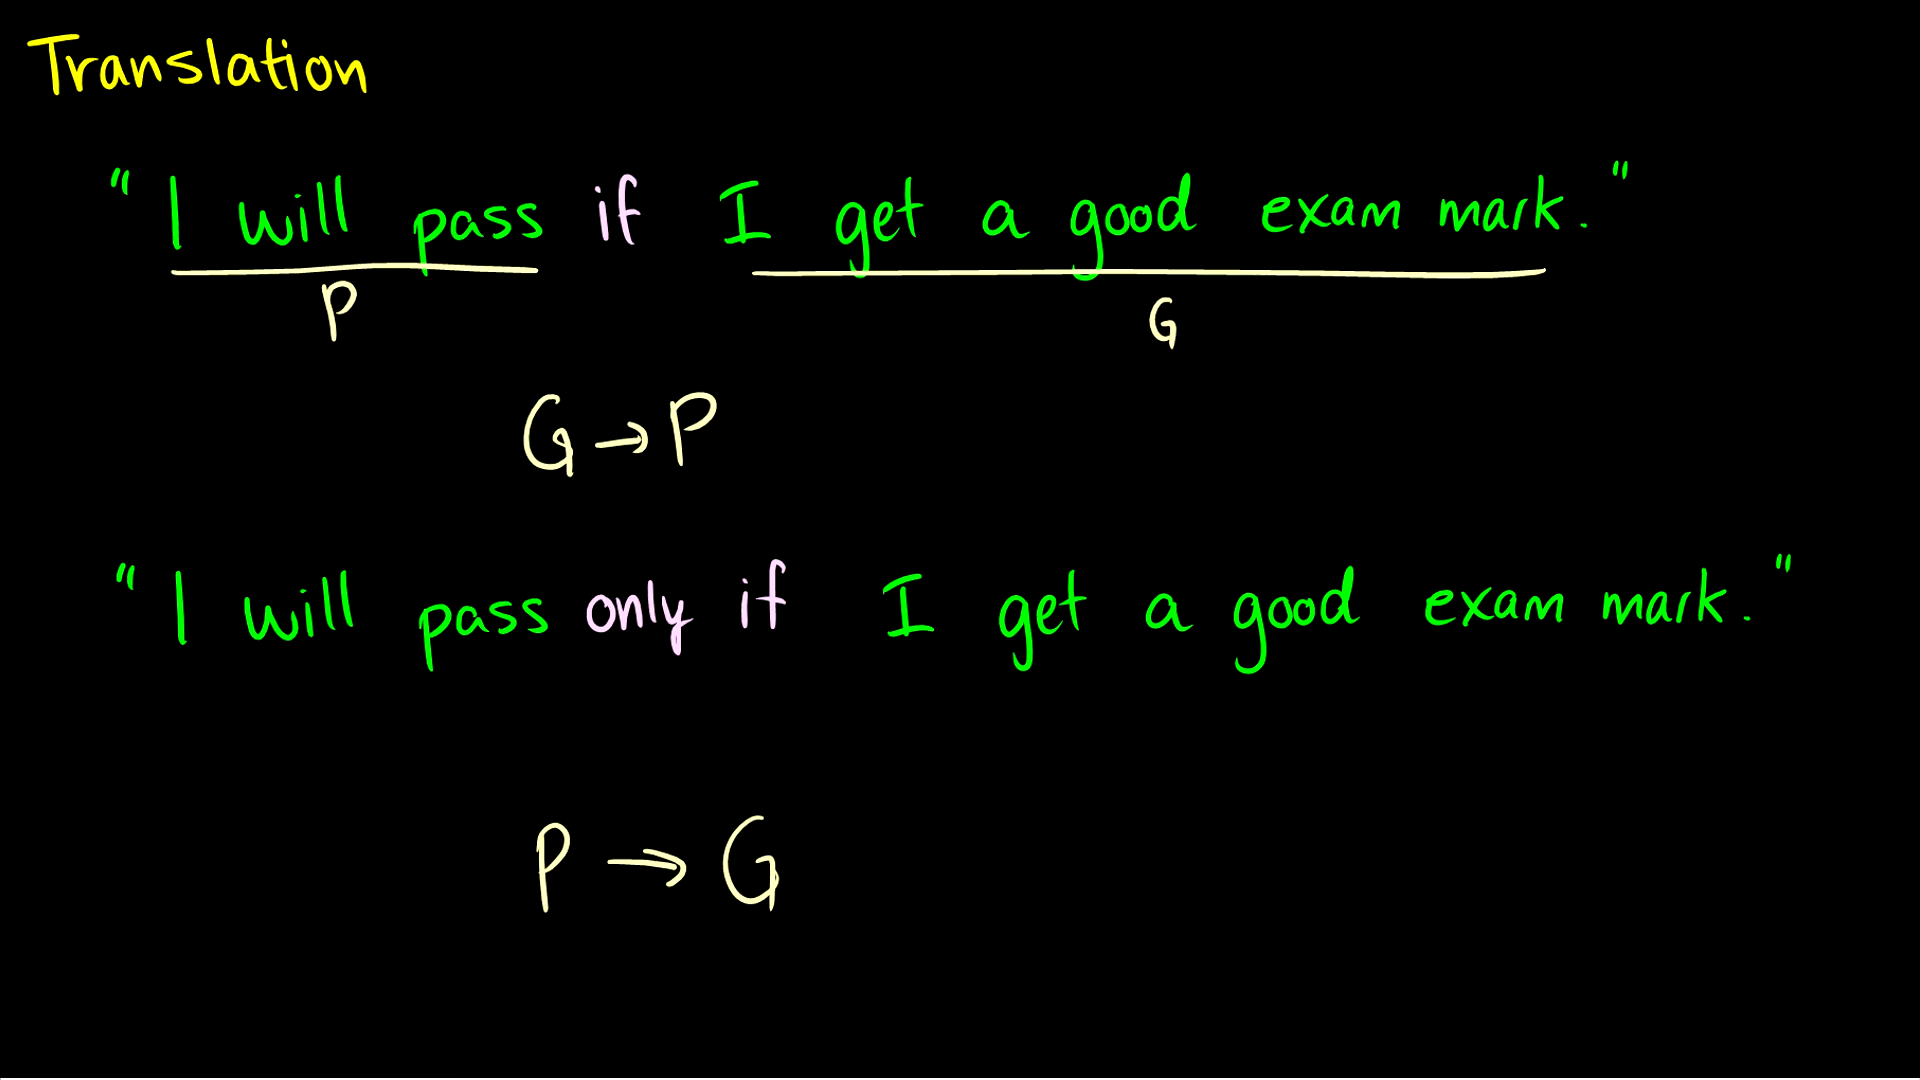 Translation
"I will pass if I get a good exam mark."
P G
G → P
"I will pass only if I get a good exam mark."
P → G